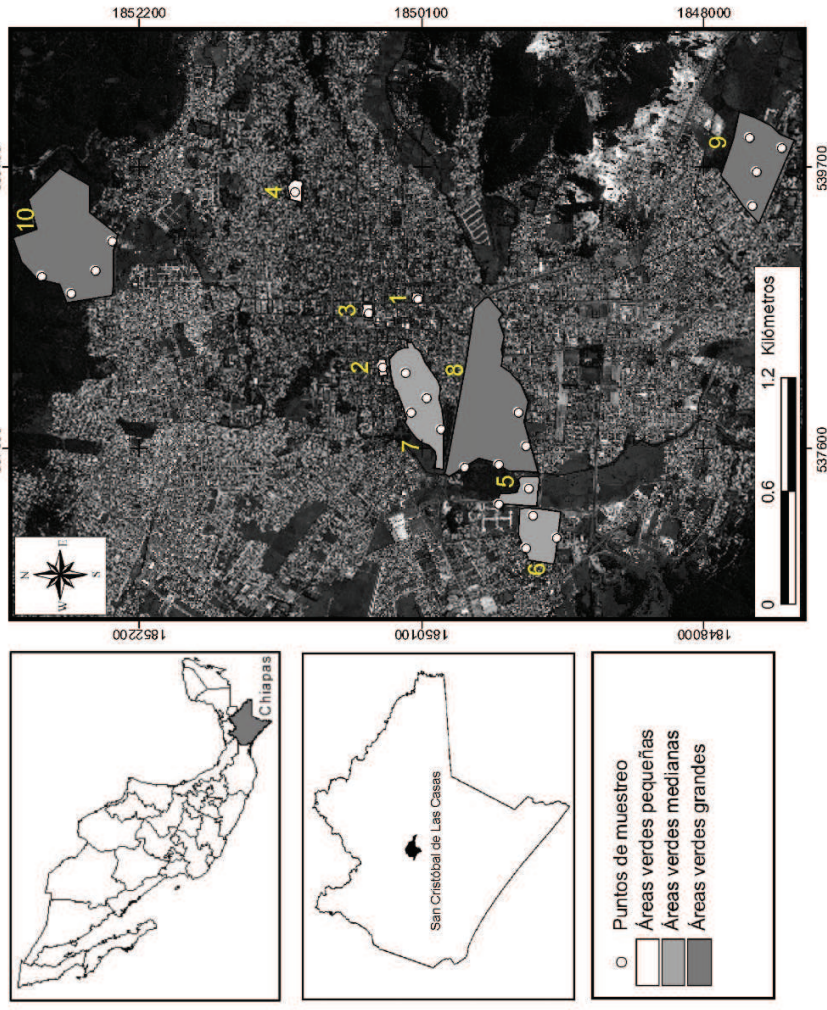 1852200
1850100
1848000
539700
537600
10
9
4
3
1
2
8
7
5
6
N
E
S
W
0
0.6
1.2 Kilómetros
1852200
1850100
1848000
Chiapas
San Cristóbal de Las Casas
Puntos de muestreo
Áreas verdes pequeñas
Áreas verdes medianas
Áreas verdes grandes